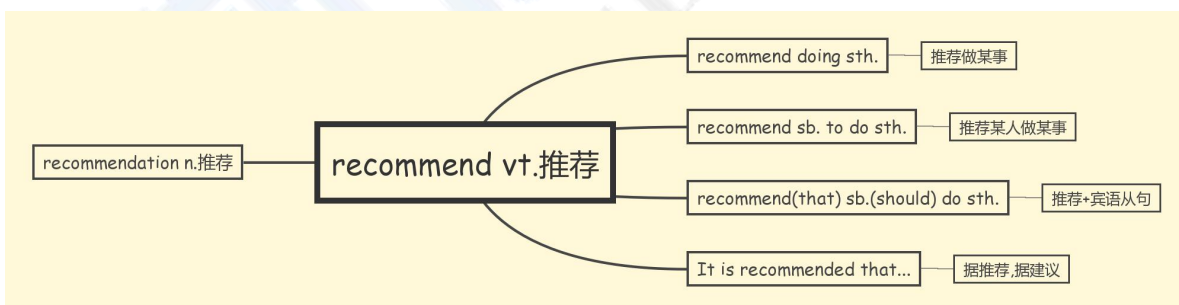 recommend doing sth.
推荐做某事
recommend sb. to do sth.
推荐某人做某事
recommendation n.推荐
recommend vt.推荐
recommend(that) sb.(should) do sth.
推荐+宾语从句
It is recommended that...
据推荐,据建议